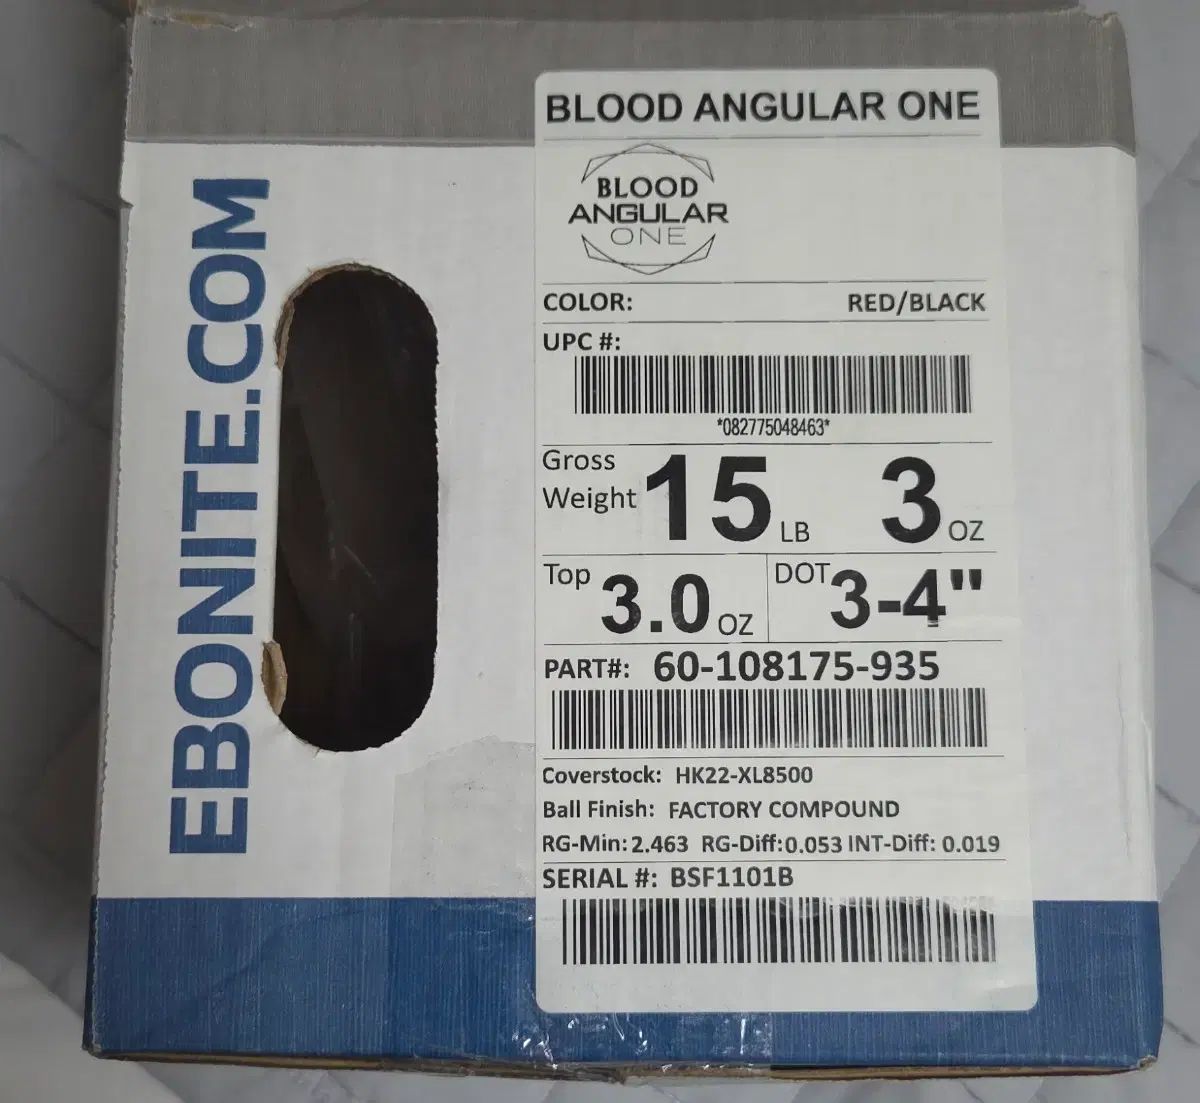 EBONITE.COM
BLOOD ANGULAR ONE
BLOOD
ANGULAR
ONE
COLOR: RED/BLACK
UPC #:
*082775048463*
Gross Weight 15 LB 3 OZ
Top 3.0 OZ DOT 3-4"
PART#: 60-108175-935
Coverstock: HK22-XL8500
Ball Finish: FACTORY COMPOUND
RG-Min: 2.463 RG-Diff: 0.053 INT-Diff: 0.019
SERIAL #: BSF1101B